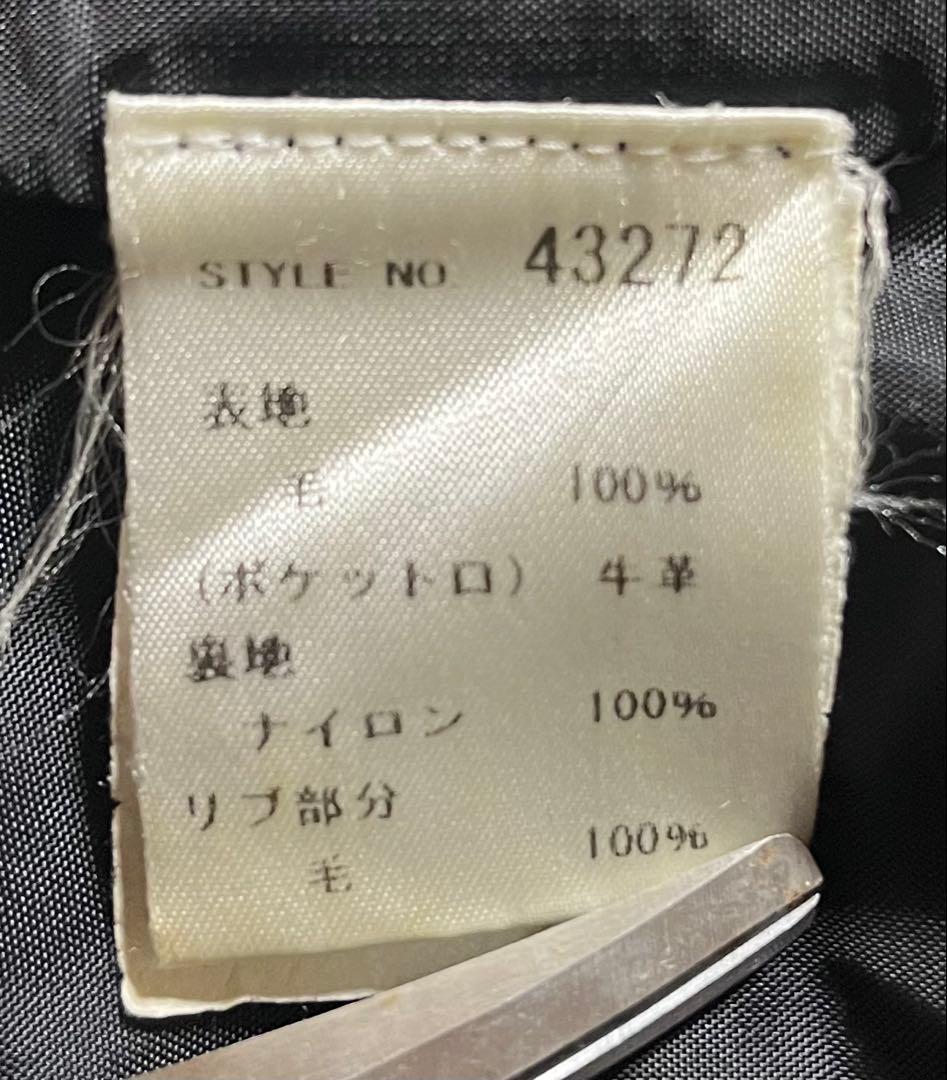 STYLE NO 43272
表地
毛 100%
(ポケット口) 牛革
裏地
ナイロン 100%
リブ部分
毛 100%